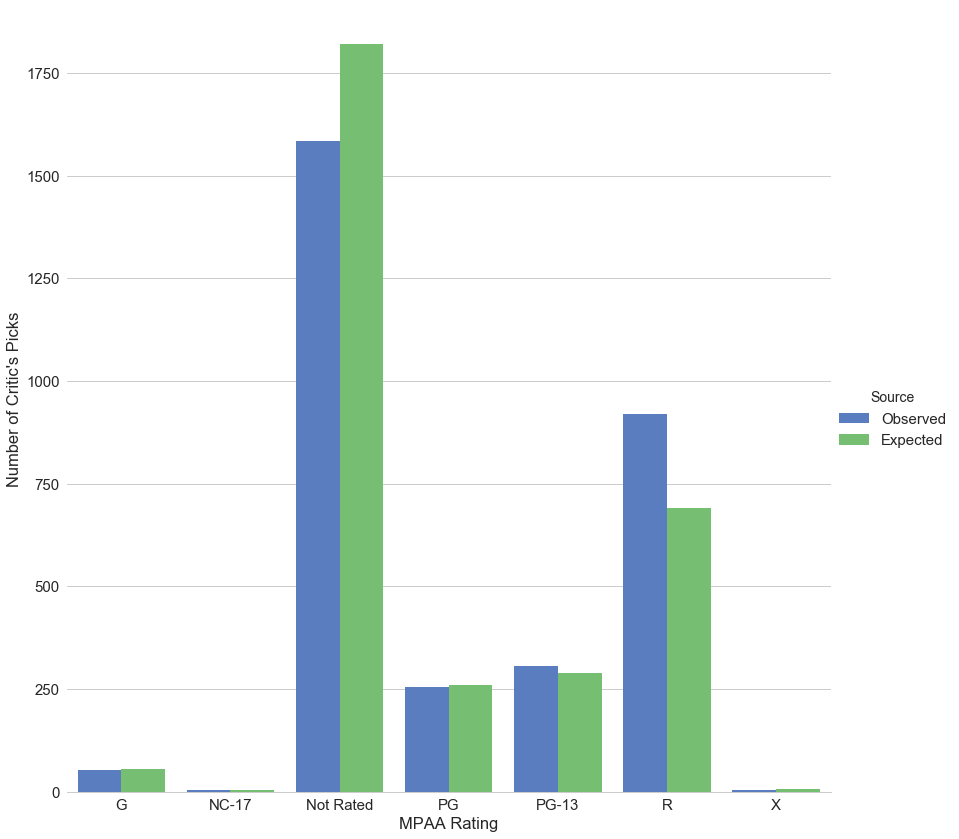 1750
1500
1250
1000
750
500
250
0
Number of Critic's Picks
G NC-17 Not Rated PG PG-13 R X
MPAA Rating
Source
Observed
Expected